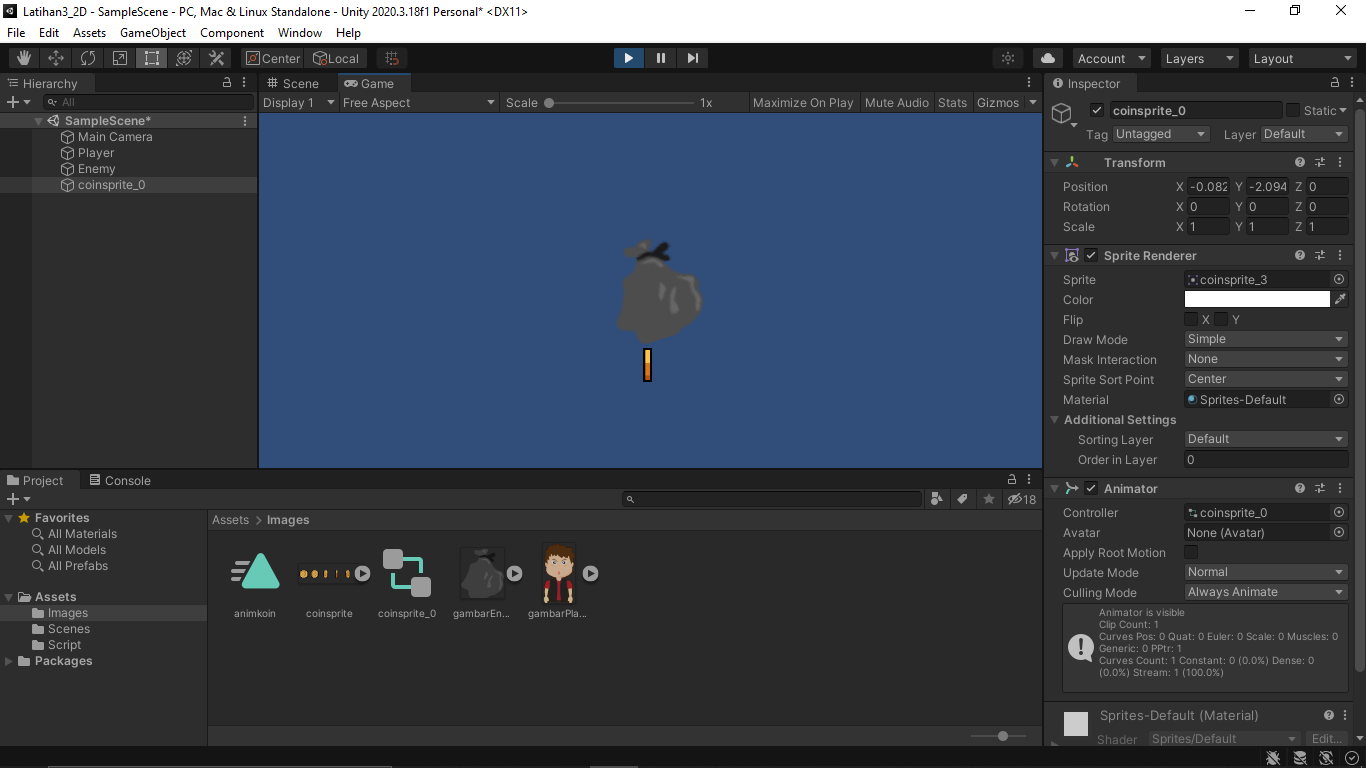 Latihan3_2D - SampleScene - PC, Mac & Linux Standalone - Unity 2020.3.18f1 Personal* <DX11>
File Edit Assets GameObject Component Window Help
Center Local Account Layers Layout
Hierarchy
All
SampleScene*
Main Camera
Player
Enemy
coinsprite_0
Scene Game
Display 1 Free Aspect Scale 1x Maximize On Play Mute Audio Stats Gizmos
Inspector
coinsprite_0 Static
Tag Untagged Layer Default
Transform
Position X -0.082 Y -2.094 Z 0
Rotation X 0 Y 0 Z 0
Scale X 1 Y 1 Z 1
Sprite Renderer
Sprite coinsprite_3
Color
Flip X Y
Draw Mode Simple
Mask Interaction None
Sprite Sort Point Center
Material Sprites-Default
Additional Settings
Sorting Layer Default
Order in Layer 0
Animator
Controller coinsprite_0
Avatar None (Avatar)
Apply Root Motion
Update Mode Normal
Culling Mode Always Animate
Animator is visible
Clip Count: 1
Curves Pos: 0 Quat: 0 Euler: 0 Scale: 0 Muscles: 0
Generic: 0 PPtr: 1
Curves Count: 1 Constant: 0 (0.0%) Dense: 0
(0.0%) Stream: 1 (100.0%)
Sprites-Default (Material)
Shader Sprites/Default Edit...
Project Console
18
Favorites
All Materials
All Models
All Prefabs
Assets
Images
Scenes
Script
Packages
Assets > Images
animkoin coinsprite coinsprite_0 gambarEn... gambarPla...